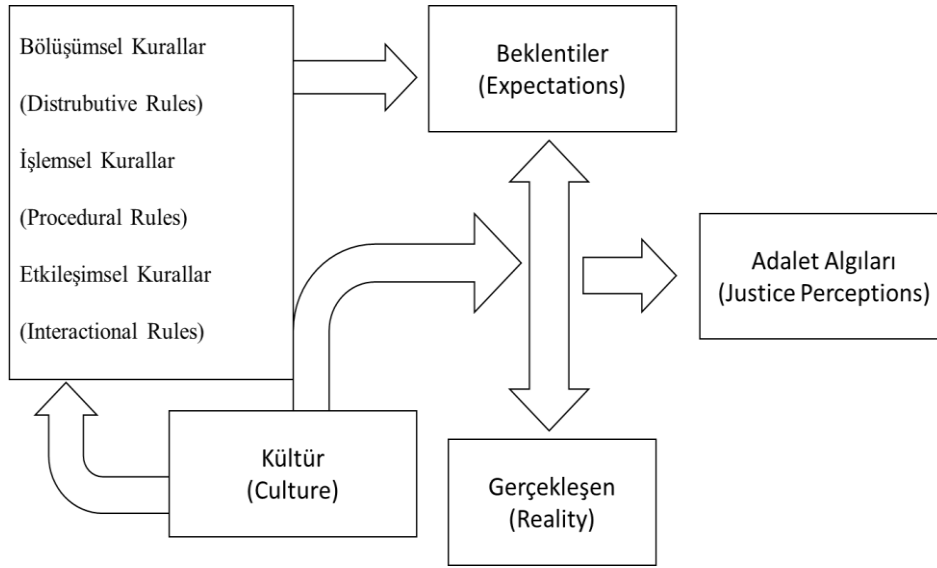 Bölüşümsel Kurallar
(Distrubutive Rules)
İşlemsel Kurallar
(Procedural Rules)
Etkileşimsel Kurallar
(Interactional Rules)
Beklentiler
(Expectations)
Adalet Algıları
(Justice Perceptions)
Kültür
(Culture)
Gerçekleşen
(Reality)